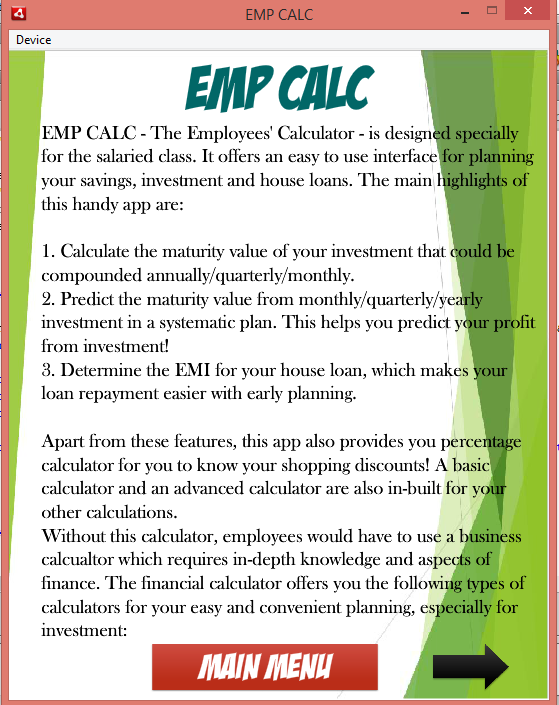 EMP CALC
Device
EMP CALC
EMP CALC - The Employees' Calculator - is designed specially
for the salaried class. It offers an easy to use interface for planning
your savings, investment and house loans. The main highlights of
this handy app are:
1. Calculate the maturity value of your investment that could be
compounded annually/quarterly/monthly.
2. Predict the maturity value from monthly/quarterly/yearly
investment in a systematic plan. This helps you predict your profit
from investment!
3. Determine the EMI for your house loan, which makes your
loan repayment easier with early planning.
Apart from these features, this app also provides you percentage
calculator for you to know your shopping discounts! A basic
calculator and an advanced calculator are also in-built for your
other calculations.
Without this calculator, employees would have to use a business
calcualtor which requires in-depth knowledge and aspects of
finance. The financial calculator offers you the following types of
calculators for your easy and convenient planning, especially for
investment:
MAIN MENU